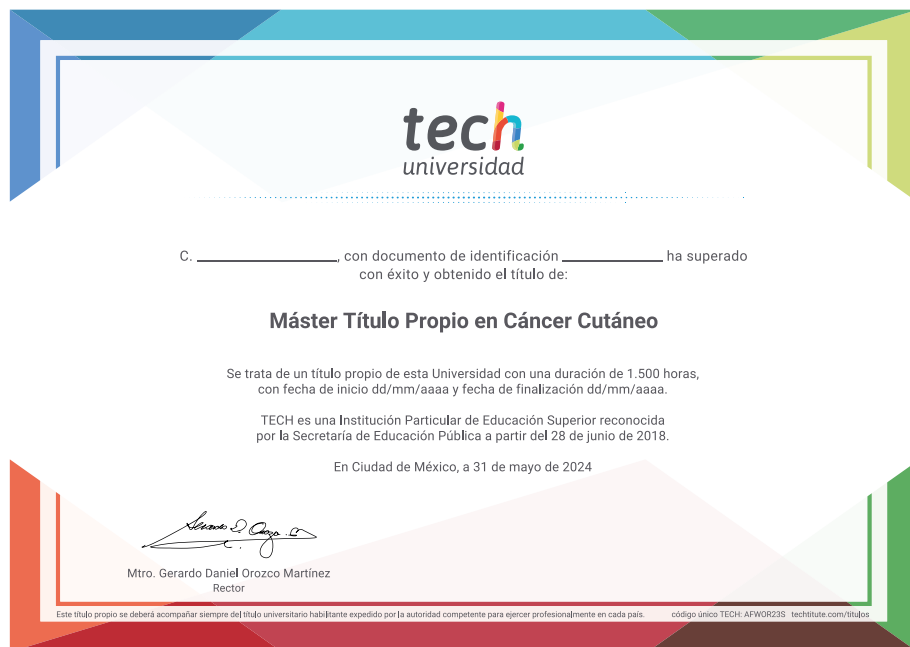 tech
universidad
C. ____________________, con documento de identificación ______________ ha superado
con éxito y obtenido el título de:
Máster Título Propio en Cáncer Cutáneo
Se trata de un título propio de esta Universidad con una duración de 1.500 horas,
con fecha de inicio dd/mm/aaaa y fecha de finalización dd/mm/aaaa.
TECH es una Institución Particular de Educación Superior reconocida
por la Secretaría de Educación Pública a partir del 28 de junio de 2018.
En Ciudad de México, a 31 de mayo de 2024
Mtro. Gerardo Daniel Orozco Martínez
Rector
Este título propio se deberá acompañar siempre del título universitario habilitante expedido por la autoridad competente para ejercer profesionalmente en cada país. código único TECH: AFWOR23S techtitute.com/titulos